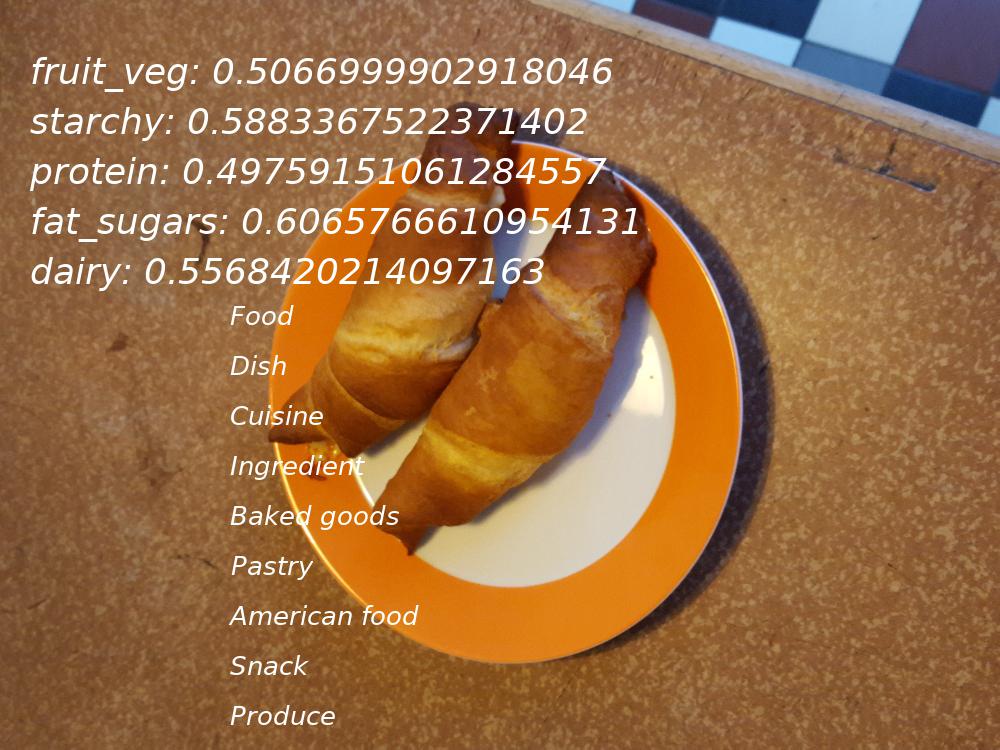 fruit_veg: 0.5066999902918046
starchy: 0.5883367522371402
protein: 0.49759151061284557
fat_sugars: 0.6065766610954131
dairy: 0.5568420214097163
Food
Dish
Cuisine
Ingredient
Baked goods
Pastry
American food
Snack
Produce